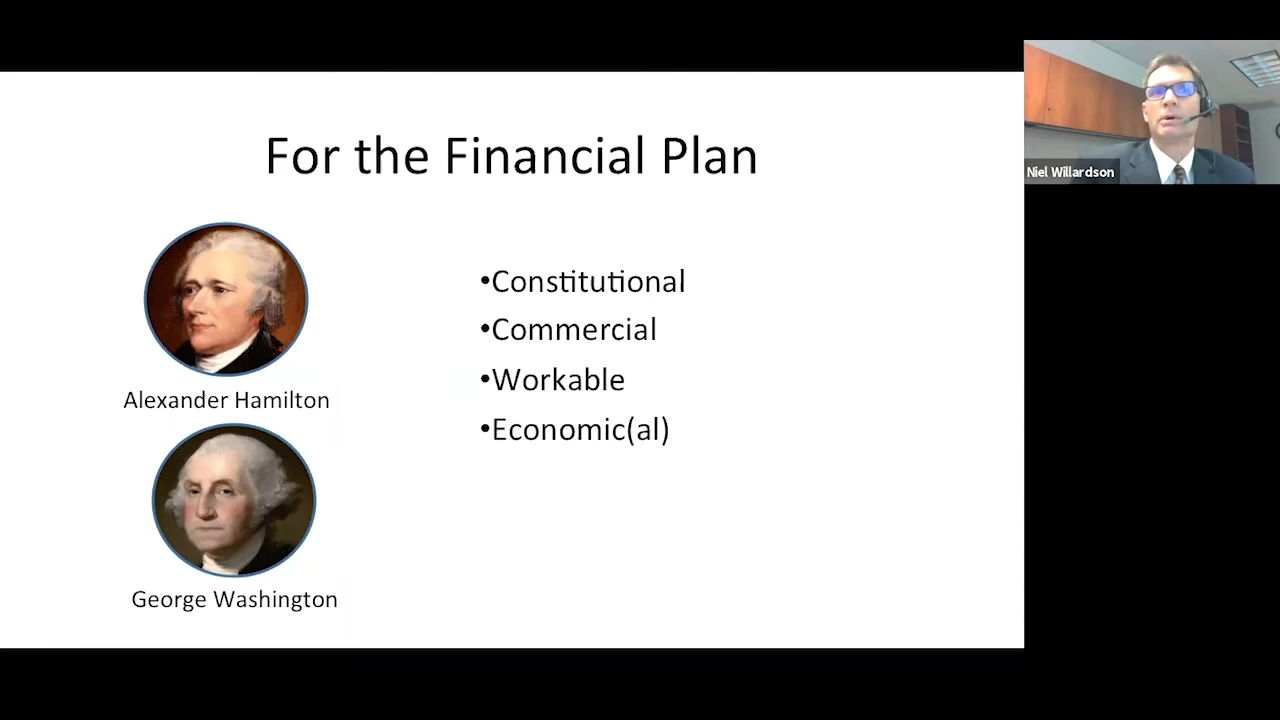 For the Financial Plan
Alexander Hamilton
George Washington
•Constitutional
•Commercial
•Workable
•Economic(al)
Niel Willardson